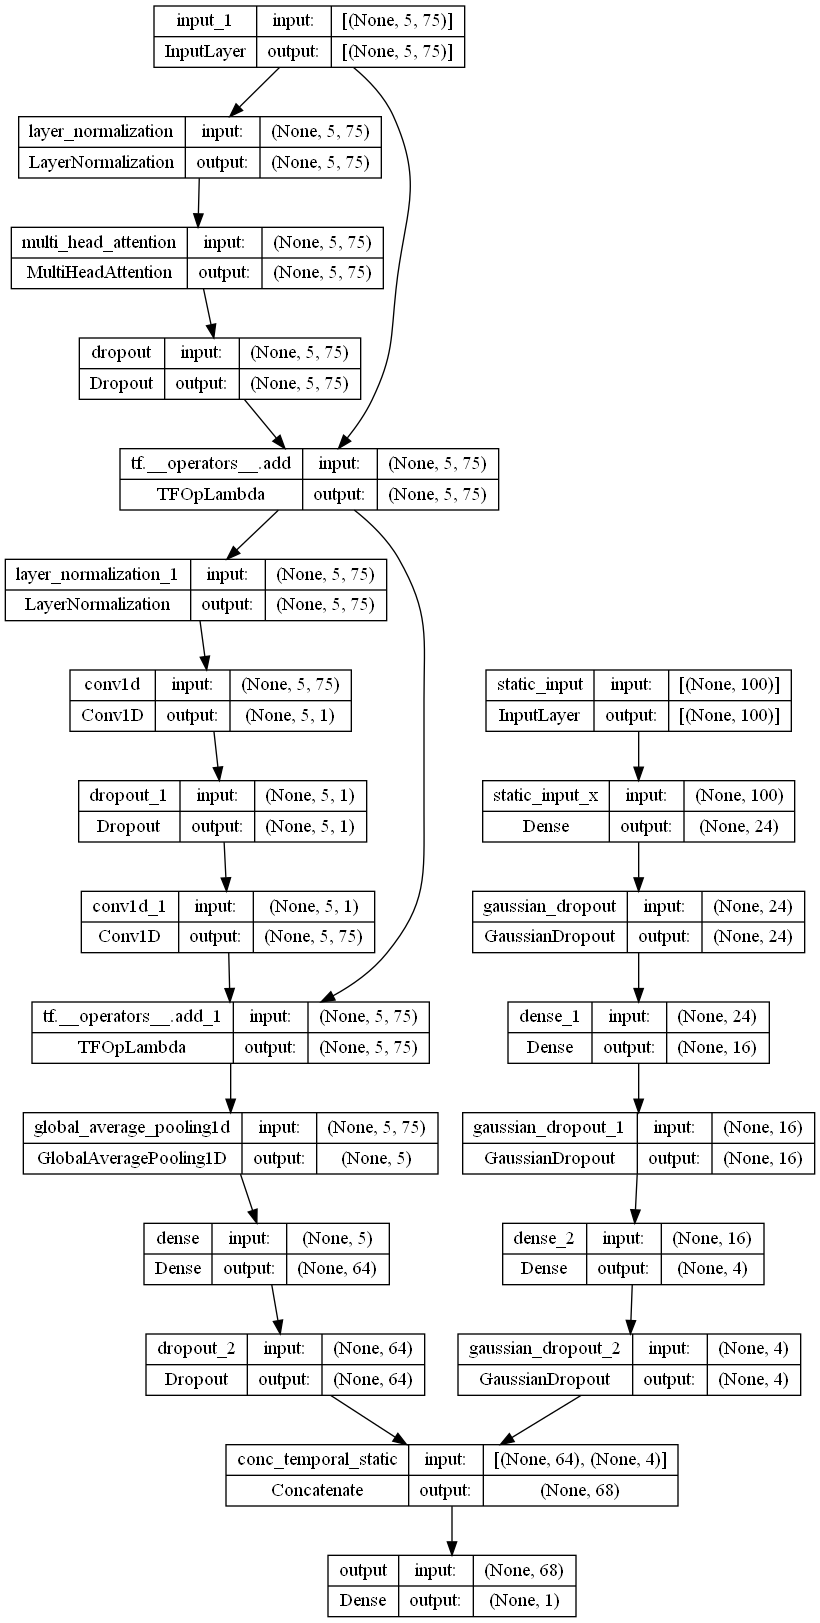 input_1 input: [(None, 5, 75)]
InputLayer output: [(None, 5, 75)]
layer_normalization input: (None, 5, 75)
LayerNormalization output: (None, 5, 75)
multi_head_attention input: (None, 5, 75)
MultiHeadAttention output: (None, 5, 75)
dropout input: (None, 5, 75)
Dropout output: (None, 5, 75)
tf.__operators__.add input: (None, 5, 75)
TFOpLambda output: (None, 5, 75)
layer_normalization_1 input: (None, 5, 75)
LayerNormalization output: (None, 5, 75)
conv1d input: (None, 5, 75)
Conv1D output: (None, 5, 1)
dropout_1 input: (None, 5, 1)
Dropout output: (None, 5, 1)
conv1d_1 input: (None, 5, 1)
Conv1D output: (None, 5, 75)
tf.__operators__.add_1 input: (None, 5, 75)
TFOpLambda output: (None, 5, 75)
global_average_pooling1d input: (None, 5, 75)
GlobalAveragePooling1D output: (None, 5)
dense input: (None, 5)
Dense output: (None, 64)
dropout_2 input: (None, 64)
Dropout output: (None, 64)
static_input input: [(None, 100)]
InputLayer output: [(None, 100)]
static_input_x input: (None, 100)
Dense output: (None, 24)
gaussian_dropout input: (None, 24)
GaussianDropout output: (None, 24)
dense_1 input: (None, 24)
Dense output: (None, 16)
gaussian_dropout_1 input: (None, 16)
GaussianDropout output: (None, 16)
dense_2 input: (None, 16)
Dense output: (None, 4)
gaussian_dropout_2 input: (None, 4)
GaussianDropout output: (None, 4)
conc_temporal_static input: [(None, 64), (None, 4)]
Concatenate output: (None, 68)
output input: (None, 68)
Dense output: (None, 1)